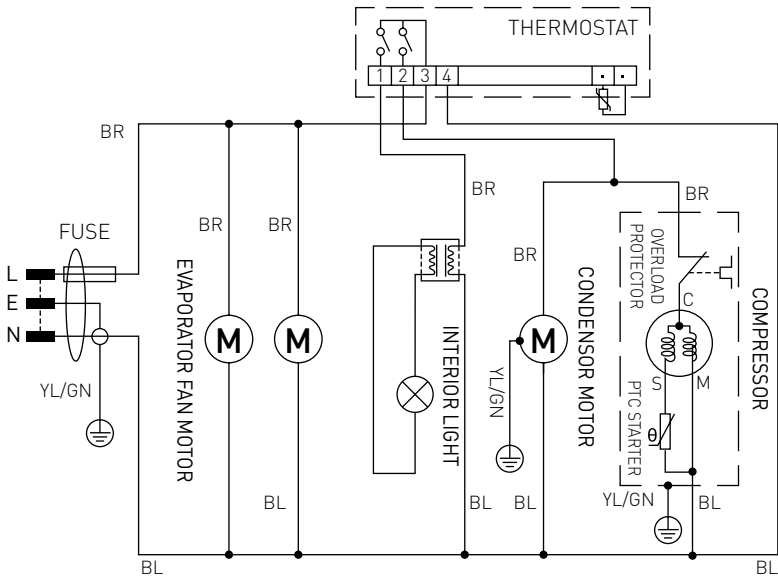 THERMOSTAT
1 2 3 4
BR
BR
BR
BR
BR
BR
FUSE
L
E
N
YL/GN
EVAPORATOR FAN MOTOR
M
M
INTERIOR LIGHT
YL/GN
M
CONDENSOR MOTOR
OVERLOAD
PROTECTOR
C
S
M
PTC STARTER
θ
COMPRESSOR
YL/GN
BL
BL
BL
BL
BL
BL